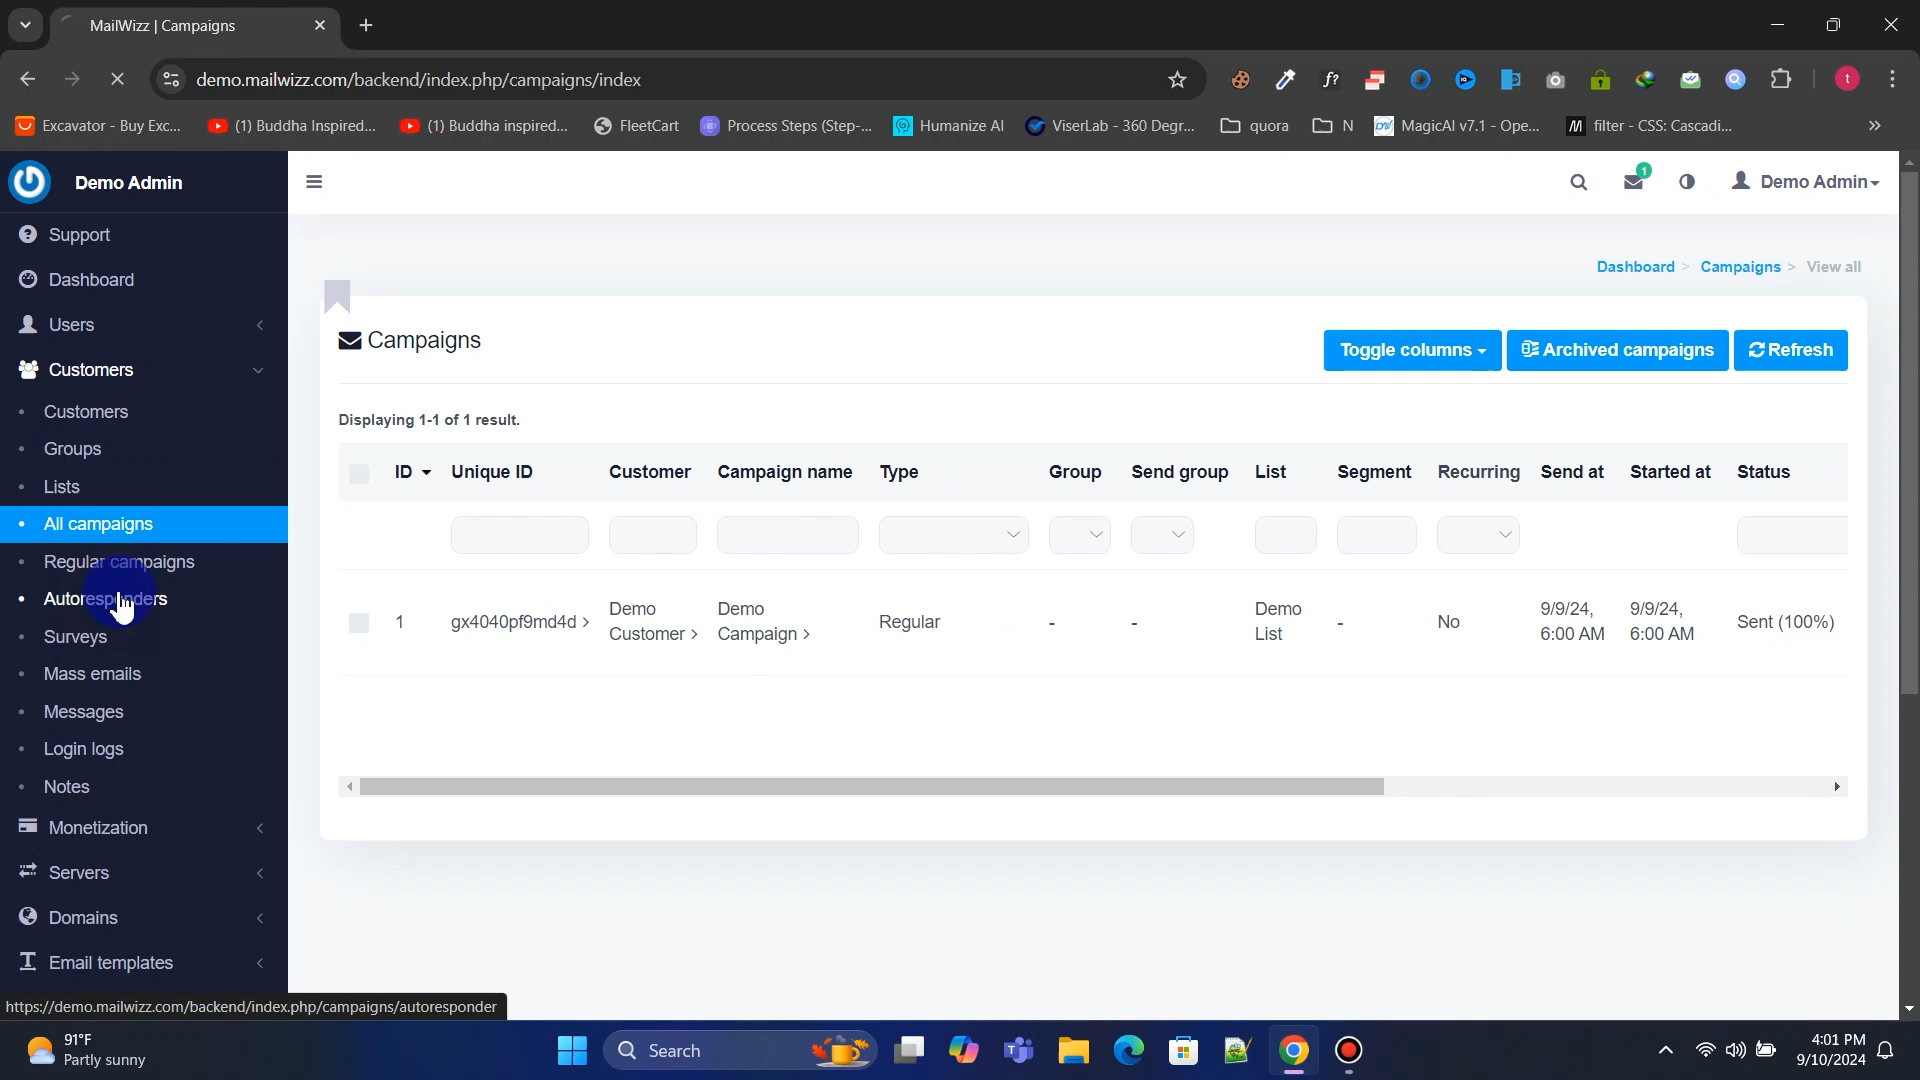 MailWizz | Campaigns
demo.mailwizz.com/backend/index.php/campaigns/index
Excavator - Buy Exc...
(1) Buddha Inspired...
(1) Buddha inspired...
FleetCart
Process Steps (Step-...
Humanize AI
ViserLab - 360 Degr...
quora
N
MagicAI v7.1 - Ope...
filter - CSS: Cascadi...
Demo Admin
1
Demo Admin
Support
Dashboard
Users
Customers
Customers
Groups
Lists
All campaigns
Regular campaigns
Autoresponders
Surveys
Mass emails
Messages
Login logs
Notes
Monetization
Servers
Domains
Email templates
Dashboard > Campaigns > View all
Campaigns
Toggle columns
Archived campaigns
Refresh
Displaying 1-1 of 1 result.
ID Unique ID Customer Campaign name Type Group Send group List Segment Recurring Send at Started at Status
1 gx4040pf9md4d > Demo Customer > Demo Campaign > Regular - - Demo List - No 9/9/24, 6:00 AM 9/9/24, 6:00 AM Sent (100%)
https://demo.mailwizz.com/backend/index.php/campaigns/autoresponder
91°F
Partly sunny
Search
4:01 PM
9/10/2024